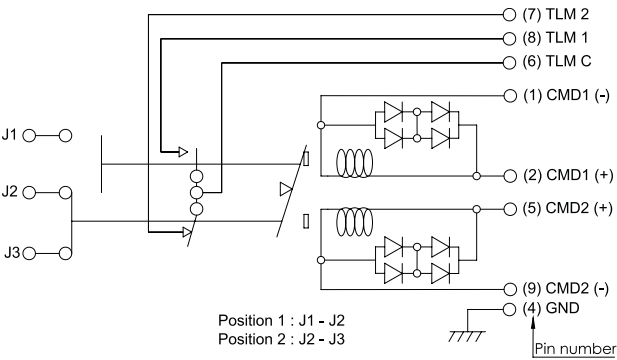 (7) TLM 2
(8) TLM 1
(6) TLM C
(1) CMD1 (-)
J1
(2) CMD1 (+)
J2
(5) CMD2 (+)
J3
(9) CMD2 (-)
(4) GND
Position 1 : J1 - J2
Position 2 : J2 - J3
Pin number